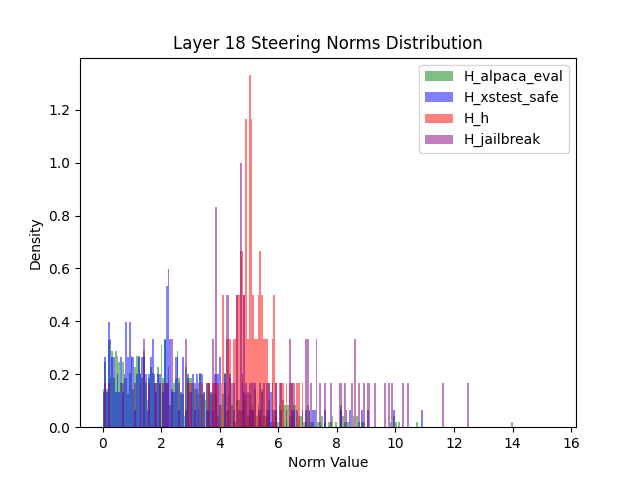 Layer 18 Steering Norms Distribution
H_alpaca_eval
H_xstest_safe
H_h
H_jailbreak
Density
1.2
1.0
0.8
0.6
0.4
0.2
0.0
0 2 4 6 8 10 12 14 16
Norm Value